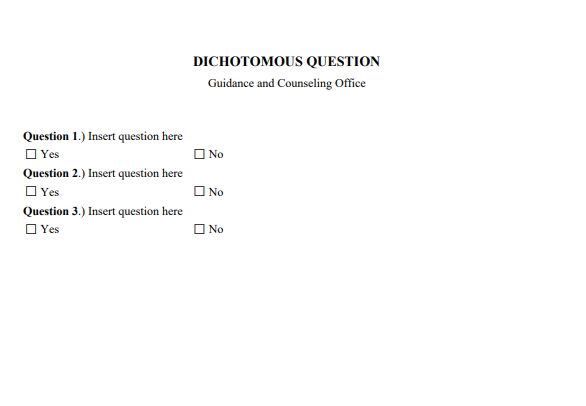 DICHOTOMOUS QUESTION
Guidance and Counseling Office
Question 1.) Insert question here
☐ Yes ☐ No
Question 2.) Insert question here
☐ Yes ☐ No
Question 3.) Insert question here
☐ Yes ☐ No